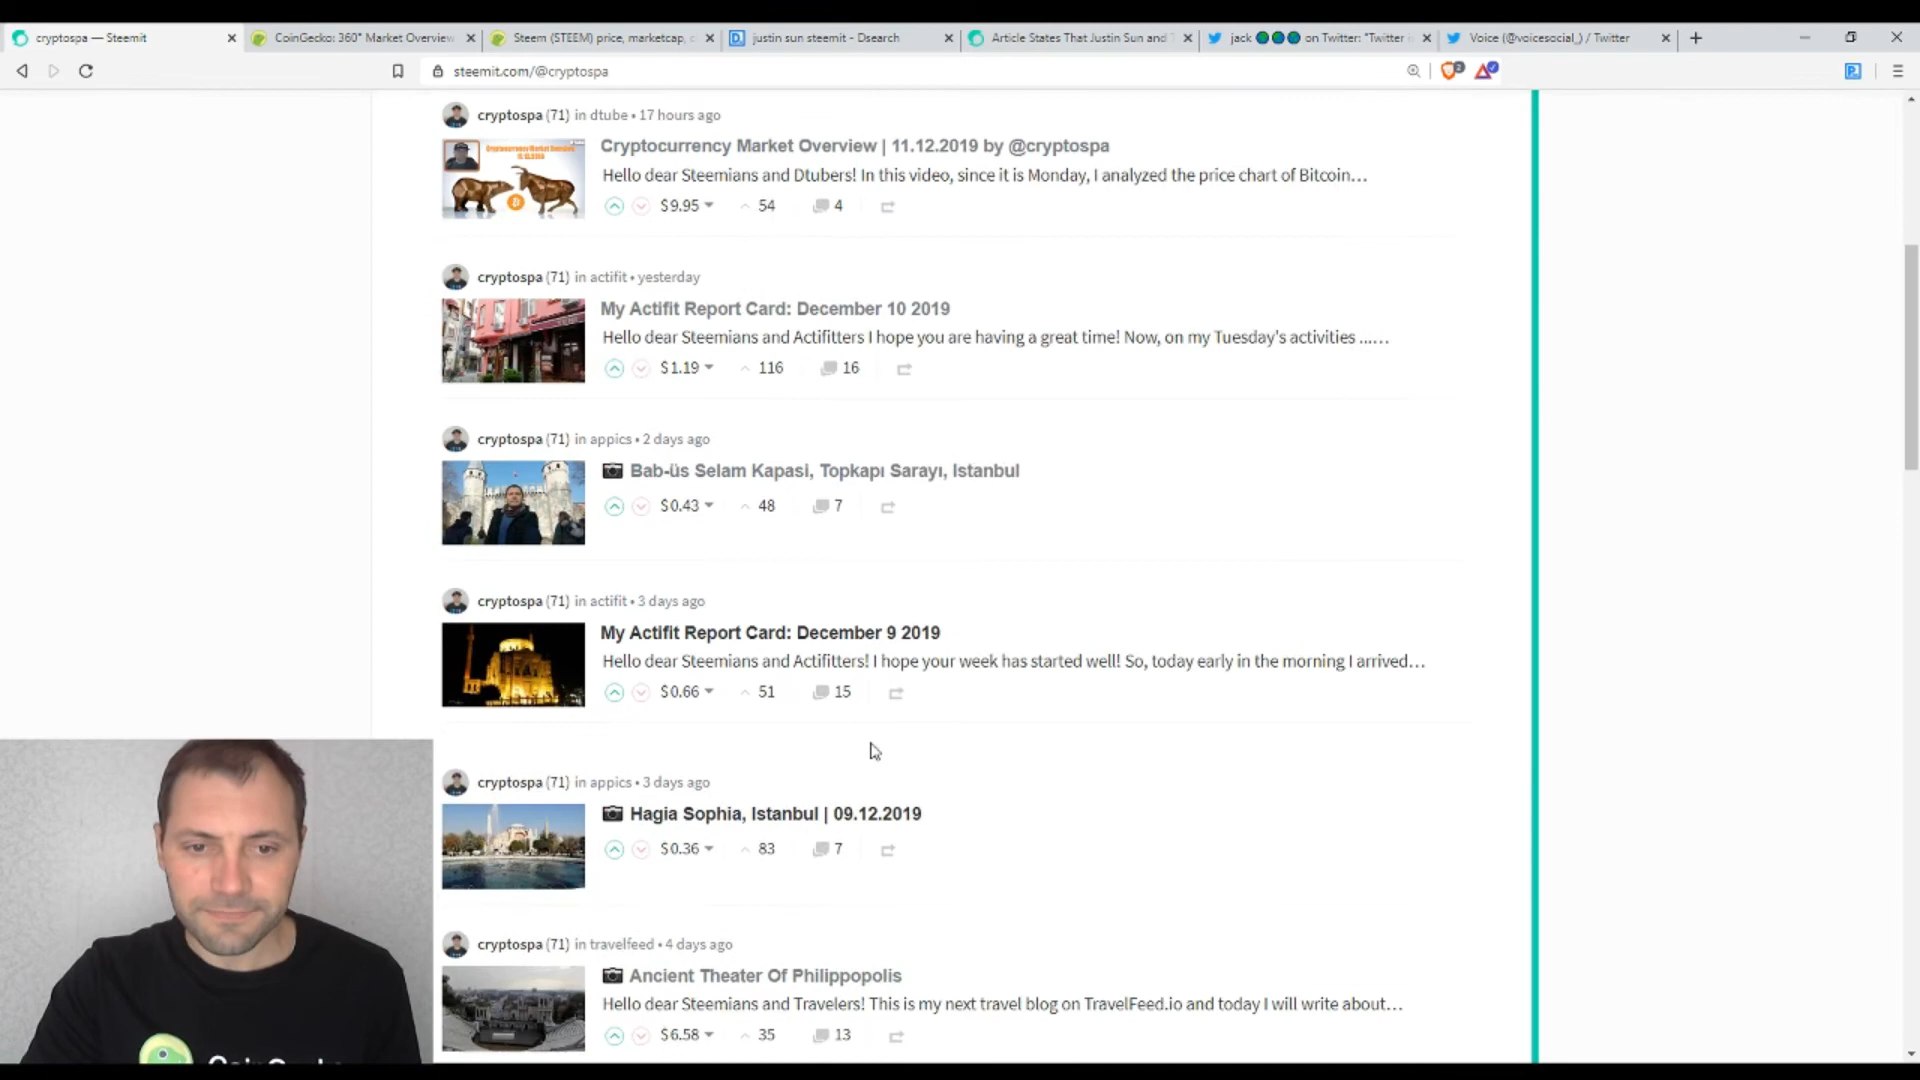 cryptospa — Steemit
CoinGecko: 360° Market Overview
Steem (STEEM) price, marketcap, c
justin sun steemit - Dsearch
Article States That Justin Sun and T
jack on Twitter: "Twitter is
Voice (@voicesocial_) / Twitter
steemit.com/@cryptospa
2
cryptospa (71) in dtube • 17 hours ago
Cryptocurrency Market Overview
11.12.2019
Cryptocurrency Market Overview | 11.12.2019 by @cryptospa
Hello dear Steemians and Dtubers! In this video, since it is Monday, I analyzed the price chart of Bitcoin…
$9.95 54 4
cryptospa (71) in actifit • yesterday
My Actifit Report Card: December 10 2019
Hello dear Steemians and Actifitters I hope you are having a great time! Now, on my Tuesday's activities ...…
$1.19 116 16
cryptospa (71) in appics • 2 days ago
Bab-üs Selam Kapasi, Topkapı Sarayı, Istanbul
$0.43 48 7
cryptospa (71) in actifit • 3 days ago
My Actifit Report Card: December 9 2019
Hello dear Steemians and Actifitters! I hope your week has started well! So, today early in the morning I arrived…
$0.66 51 15
cryptospa (71) in appics • 3 days ago
Hagia Sophia, Istanbul | 09.12.2019
$0.36 83 7
cryptospa (71) in travelfeed • 4 days ago
Ancient Theater Of Philippopolis
Hello dear Steemians and Travelers! This is my next travel blog on TravelFeed.io and today I will write about…
$6.58 35 13